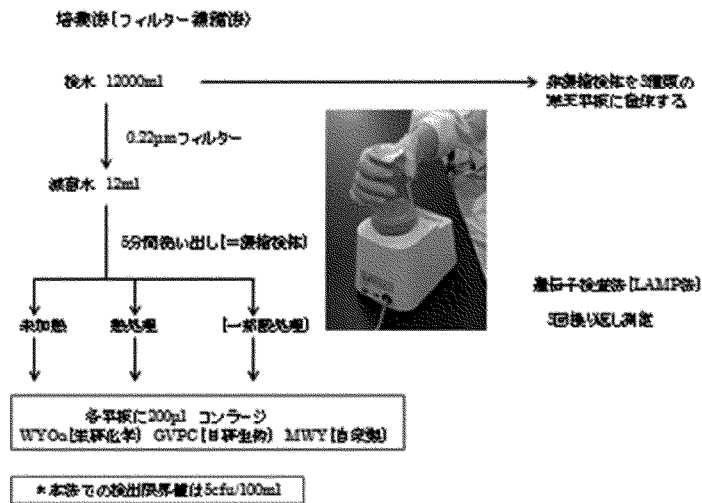 培養法(フィルター濃縮法)
検水 12000ml
非濃縮検体を3種類の
寒天平板に塗抹する
0.22μmフィルター
滅菌水 12ml
5分間洗い出し[=濃縮検体)
遺伝子検査法[LAMP法)
3回繰り返し測定
未加熱 熱処理 [一部酸処理)
各平板に200μl コンラージ
WYOα[栄研化学) GVPC[日研生物) MWY[自家製)
*本法での検出限界値は5cfu/100ml